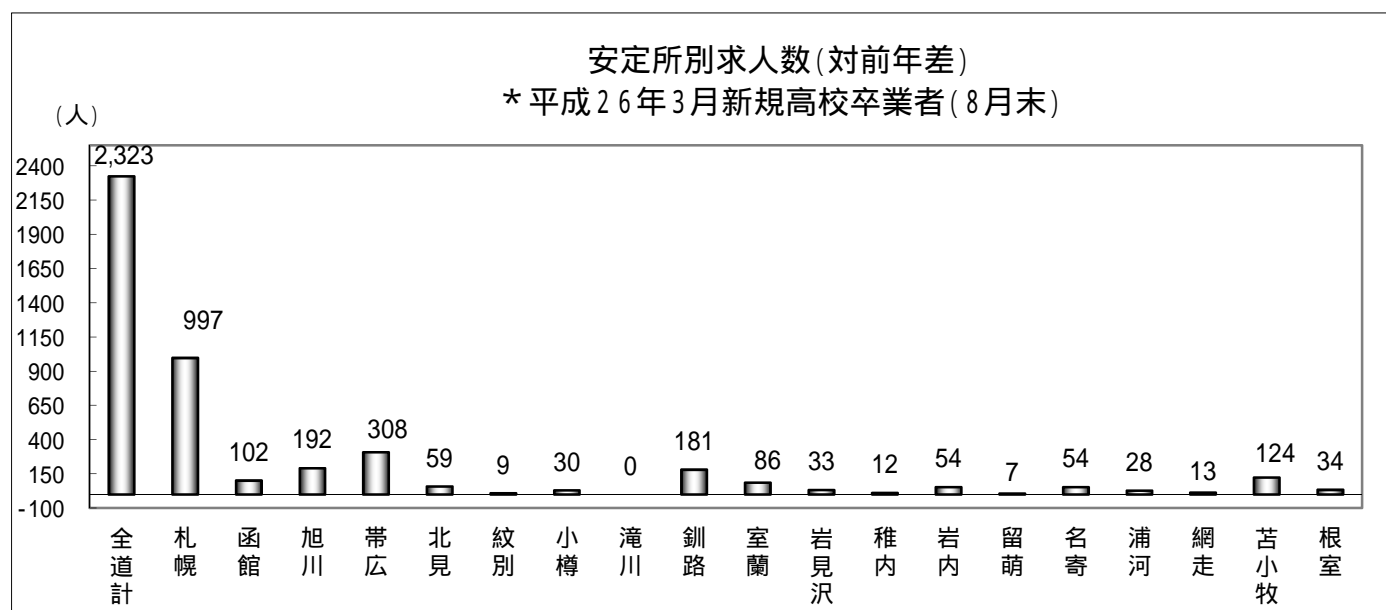 安定所別求人数(対前年差)
*平成26年3月新規高校卒業者(8月末)
(人)
2400
2150
1900
1650
1400
1150
900
650
400
150
-100
2,323
997
102
192
308
59
9
30
0
181
86
33
12
54
7
54
28
13
124
34
全道計
札幌
函館
旭川
帯広
北見
紋別
小樽
滝川
釧路
室蘭
岩見沢
稚内
岩内
留萌
名寄
浦河
網走
苫小牧
根室